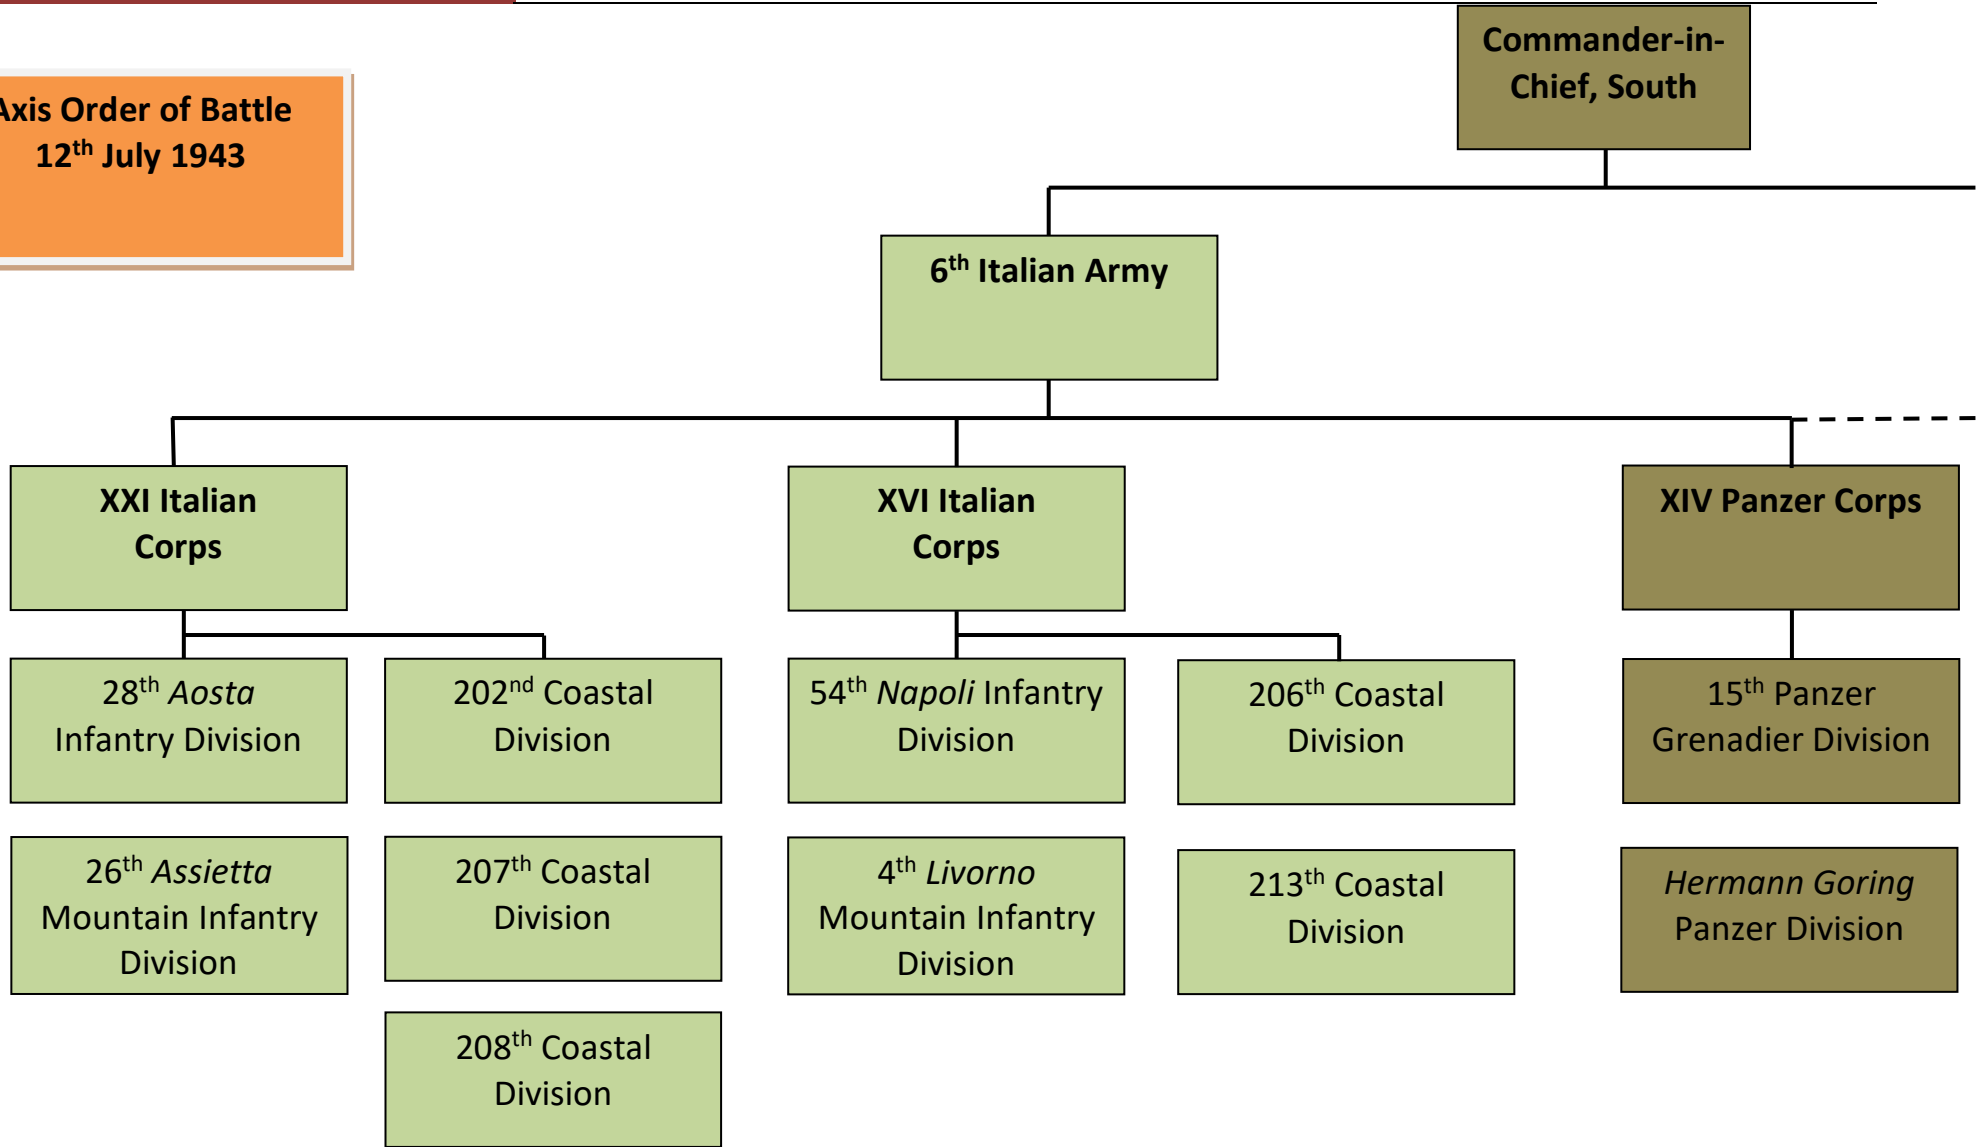 Commander-in-
Chief, South
Axis Order of Battle
12th July 1943
6th Italian Army
XXI Italian
Corps
XVI Italian
Corps
XIV Panzer Corps
28th Aosta
Infantry Division
202nd Coastal
Division
54th Napoli Infantry
Division
206th Coastal
Division
15th Panzer
Grenadier Division
26th Assietta
Mountain Infantry
Division
207th Coastal
Division
4th Livorno
Mountain Infantry
Division
213th Coastal
Division
Hermann Goring
Panzer Division
208th Coastal
Division